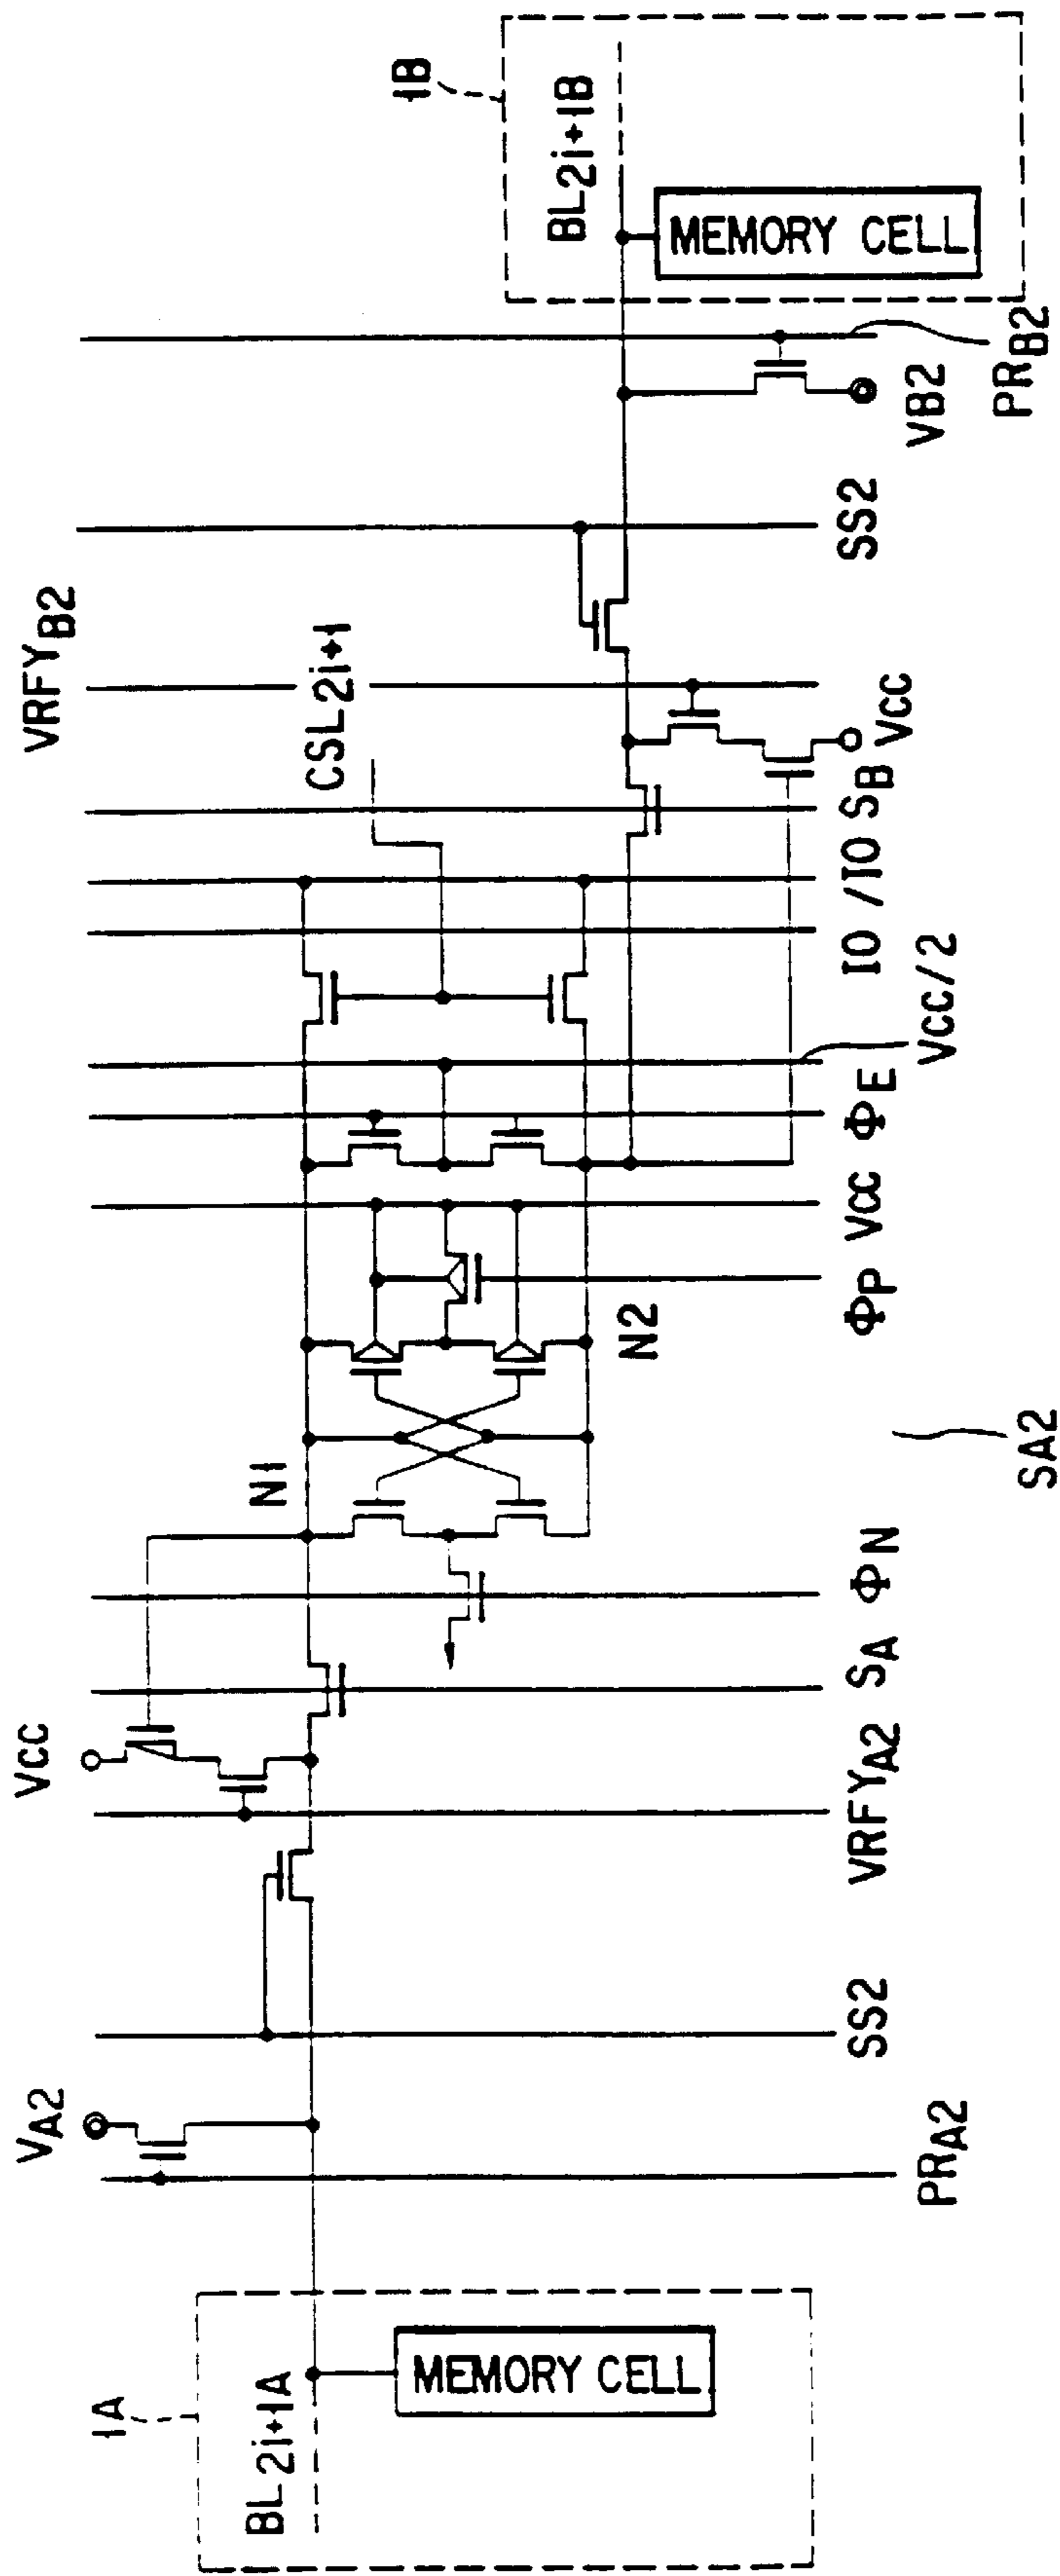 1A
BL2i+1A
MEMORY CELL
VA2
PRA2
SS2
VCC
VRFYA2
SA
ΦN
N1
SA2
N2
ΦP
VCC
ΦE
VCC/2
IO
/IO
CSL2i+1
SB
VCC
VRFYB2
SS2
VB2
PRB2
1B
BL2i+1B
MEMORY CELL